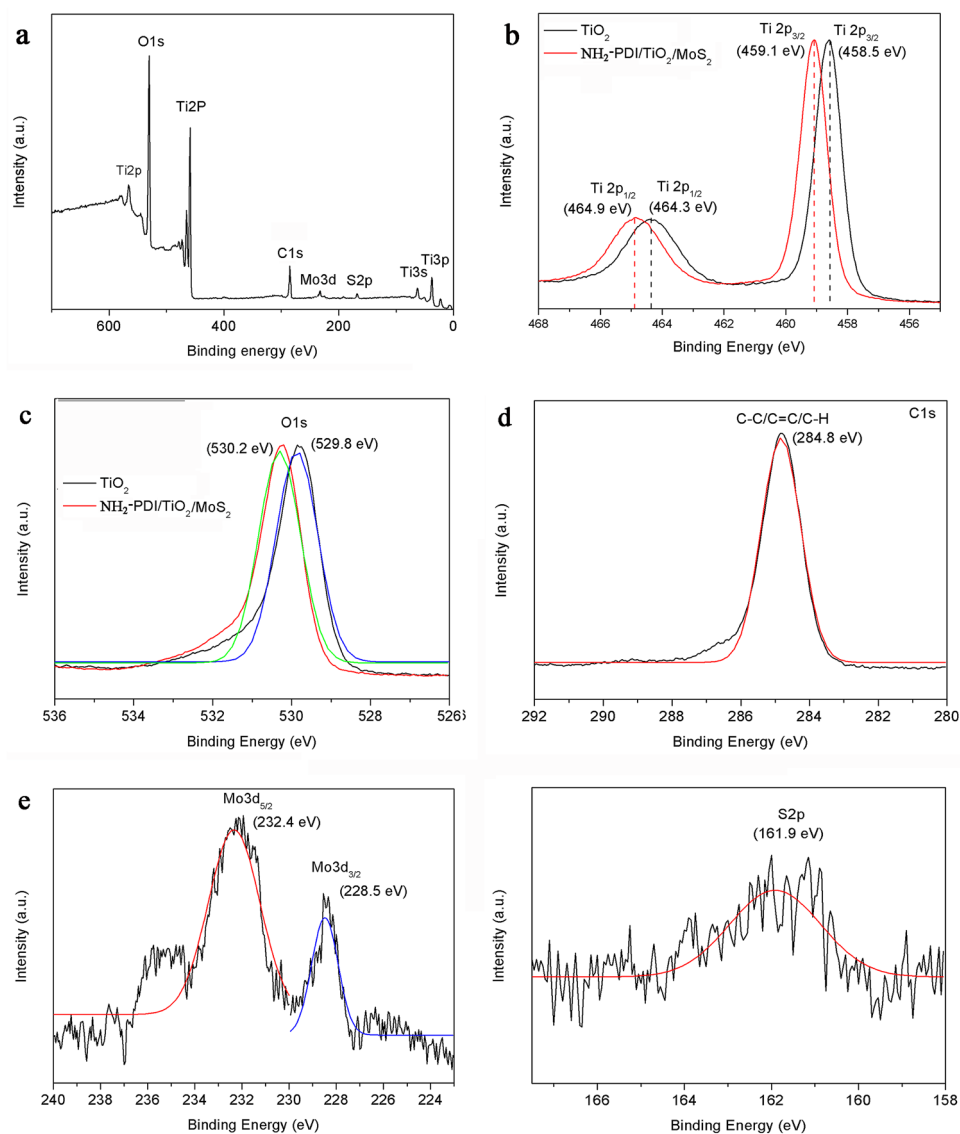 a
O1s
Ti2P
Ti2p
C1s
Mo3d
S2p
Ti3s
Ti3p
Intensity (a.u.)
600
400
200
0
Binding energy (eV)
b
TiO2
NH2-PDI/TiO2/MoS2
Ti 2p3/2
(459.1 eV)
Ti 2p3/2
(458.5 eV)
Ti 2p1/2
(464.9 eV)
Ti 2p1/2
(464.3 eV)
Intensity (a.u.)
468
466
464
462
460
458
456
Binding Energy (eV)
c
O1s
(530.2 eV)
(529.8 eV)
TiO2
NH2-PDI/TiO2/MoS2
Intensity (a.u.)
536
534
532
530
528
526
Binding Energy (eV)
d
C-C/C=C/C-H
(284.8 eV)
C1s
Intensity (a.u.)
292
290
288
286
284
282
280
Binding Energy (eV)
e
Mo3d5/2
(232.4 eV)
Mo3d3/2
(228.5 eV)
Intensity (a.u.)
240
238
236
234
232
230
228
226
224
Binding Energy (eV)
S2p
(161.9 eV)
Intensity (a.u.)
166
164
162
160
158
Binding Energy (eV)